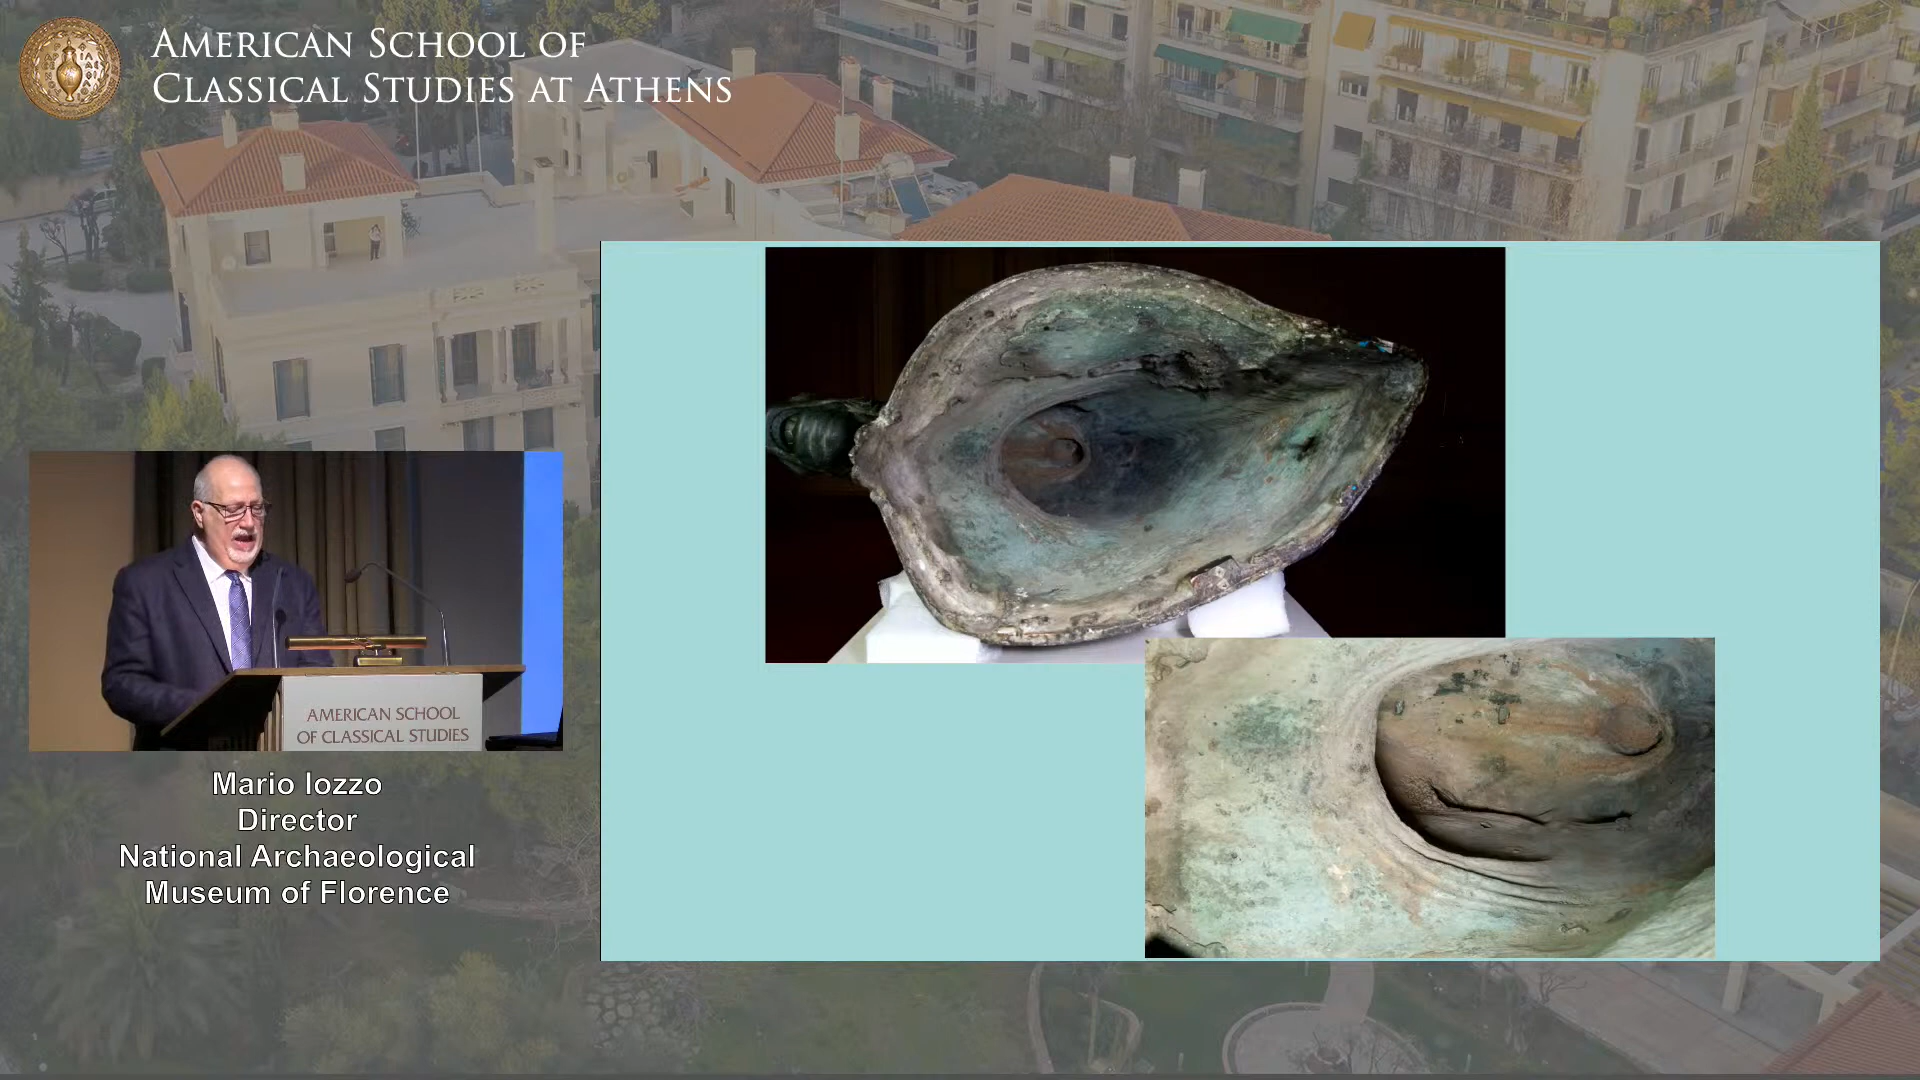 AMERICAN SCHOOL OF
CLASSICAL STUDIES AT ATHENS
AMERICAN SCHOOL
OF CLASSICAL STUDIES
Mario Iozzo
Director
National Archaeological
Museum of Florence